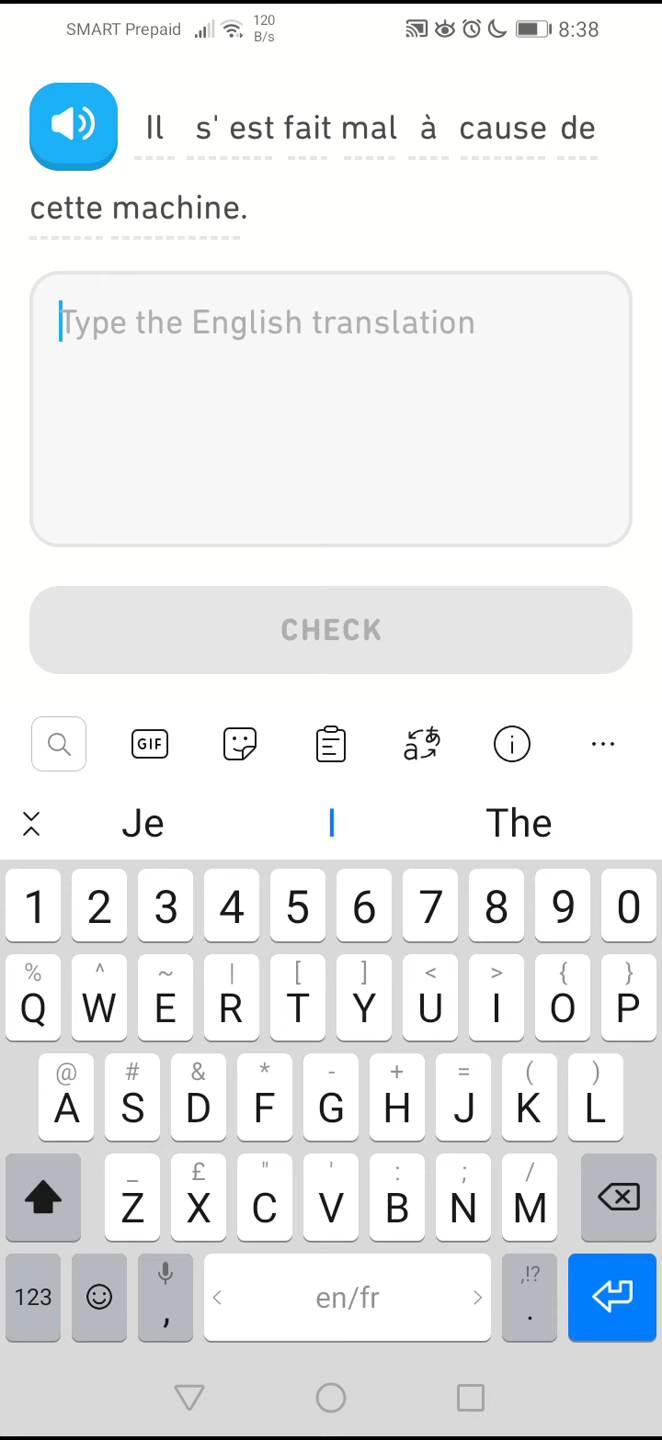 SMART Prepaid 120 B/s 8:38
Il s' est fait mal à cause de
cette machine.
Type the English translation
CHECK
GIF a あ i ...
Je I The
1 2 3 4 5 6 7 8 9 0
% ^ ~ | [ ] < > { }
Q W E R T Y U I O P
@ # & * - + = ( )
A S D F G H J K L
_ £ " ' : ; /
Z X C V B N M
123 , < en/fr > ,!? .